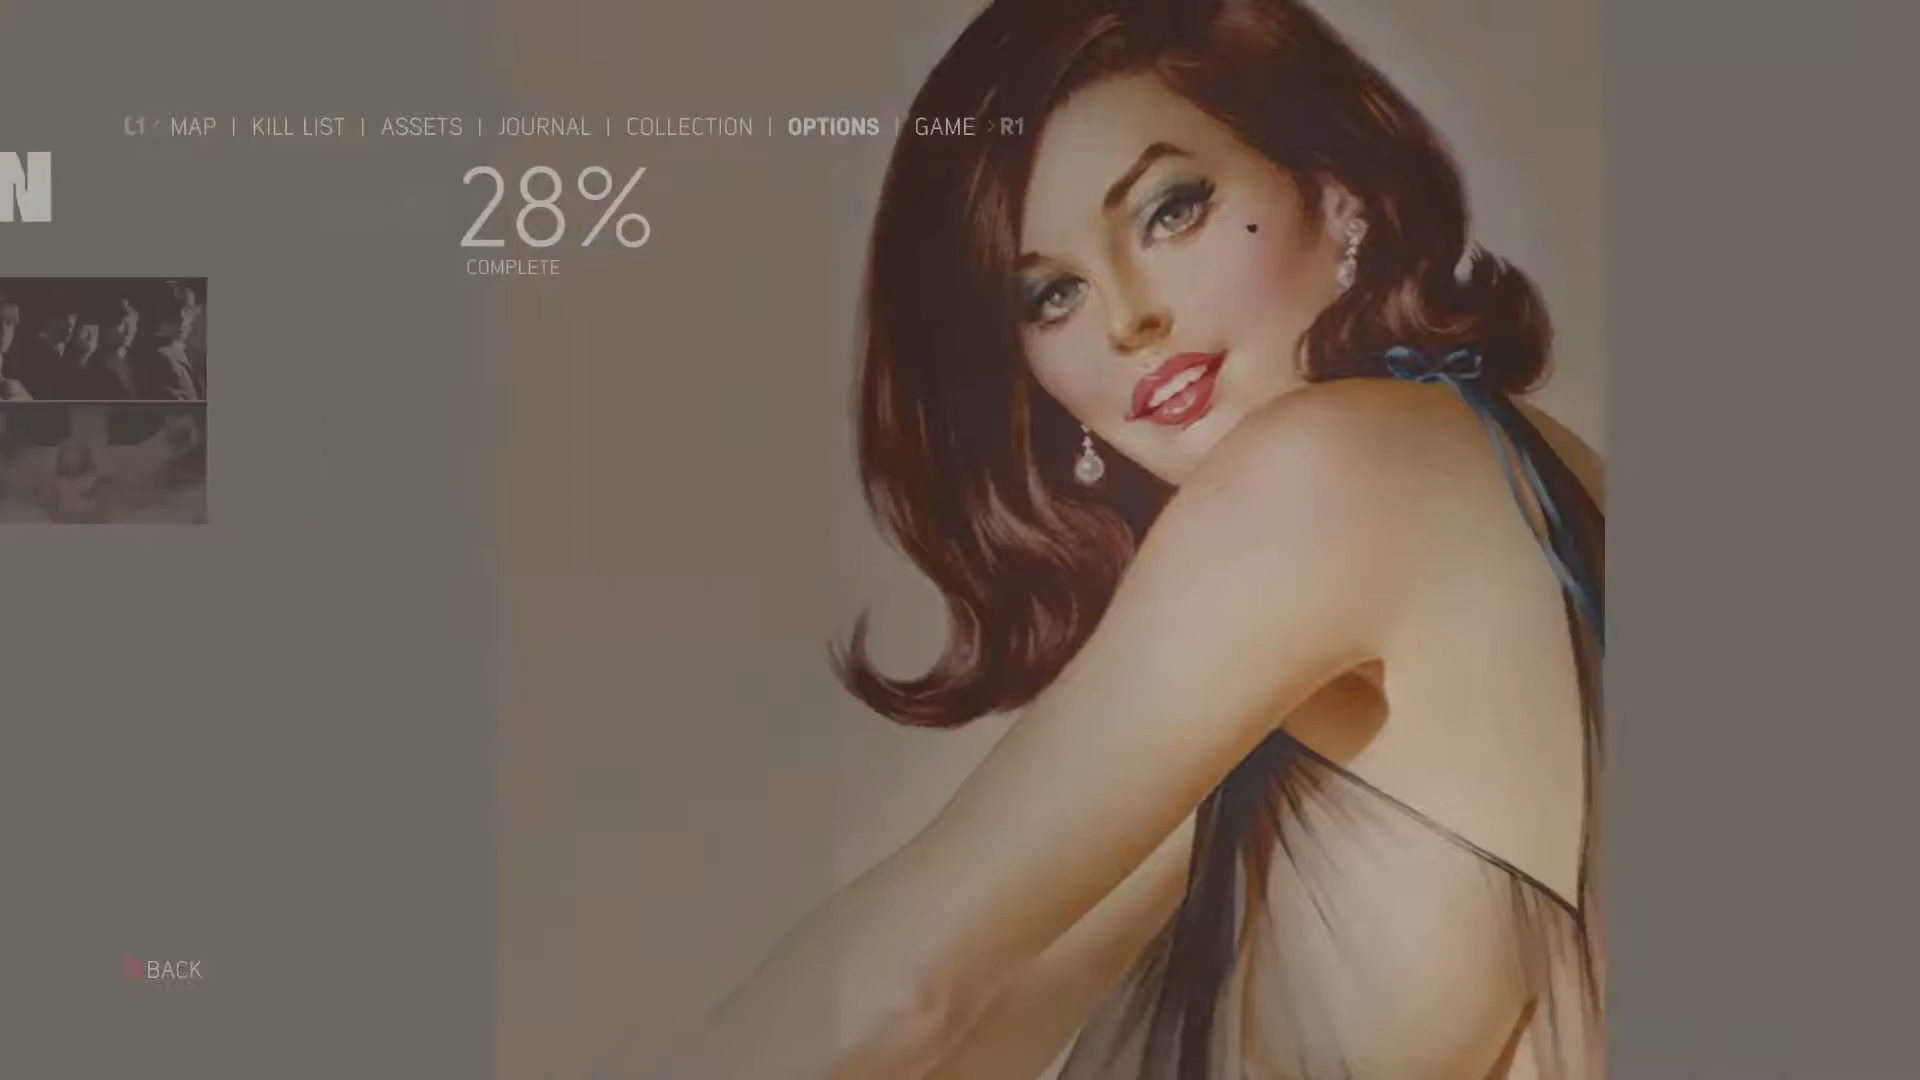 L1 MAP | KILL LIST | ASSETS | JOURNAL | COLLECTION | OPTIONS | GAME R1
N
28%
COMPLETE
BACK